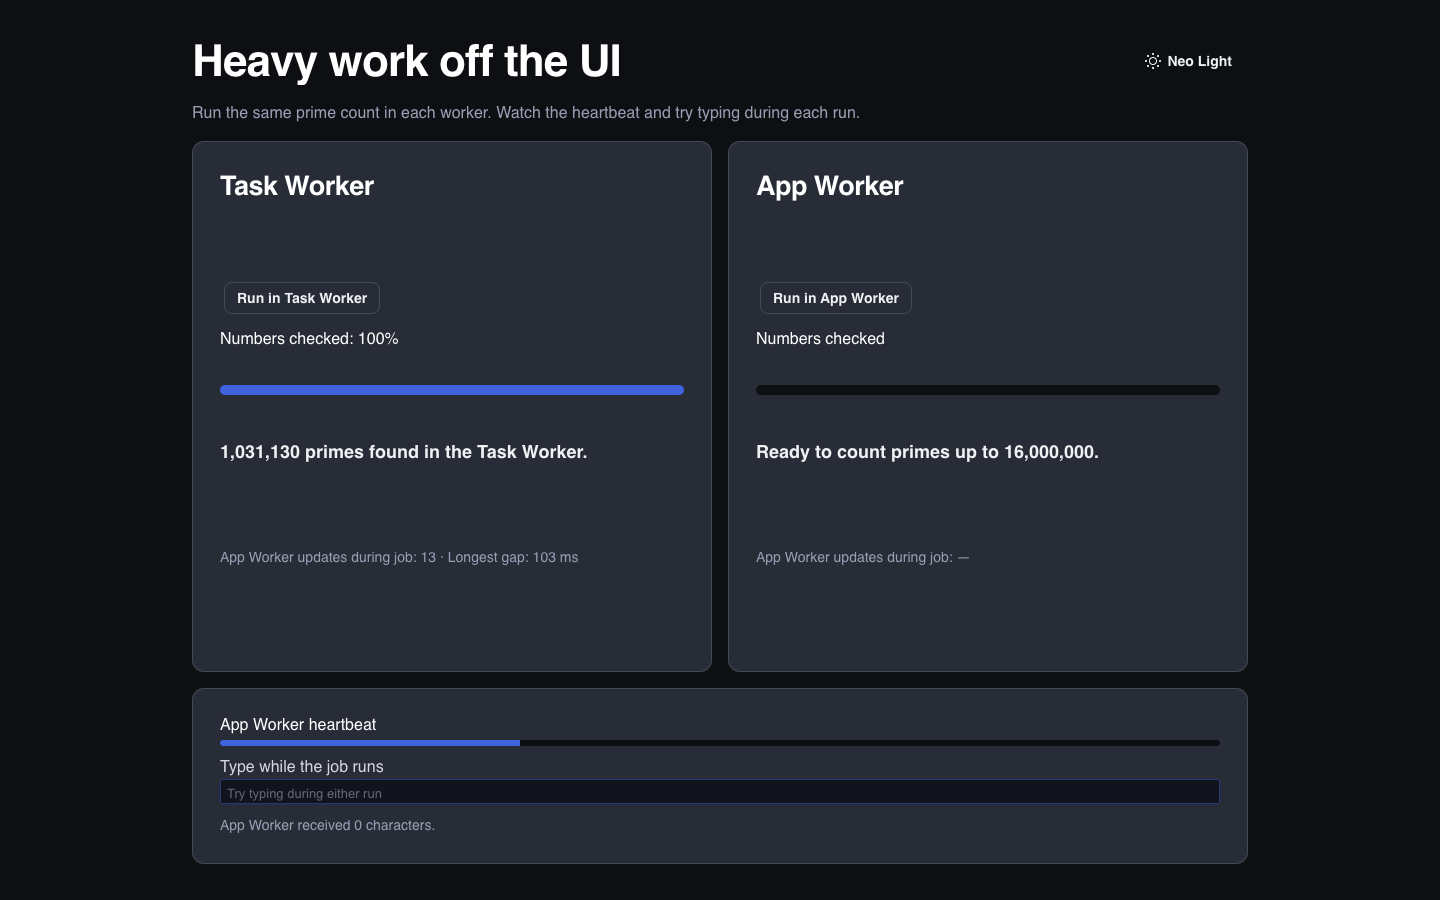 Heavy work off the UI
Neo Light
Run the same prime count in each worker. Watch the heartbeat and try typing during each run.
Task Worker
Run in Task Worker
Numbers checked: 100%
1,031,130 primes found in the Task Worker.
App Worker updates during job: 13 · Longest gap: 103 ms
App Worker
Run in App Worker
Numbers checked
Ready to count primes up to 16,000,000.
App Worker updates during job: —
App Worker heartbeat
Type while the job runs
Try typing during either run
App Worker received 0 characters.